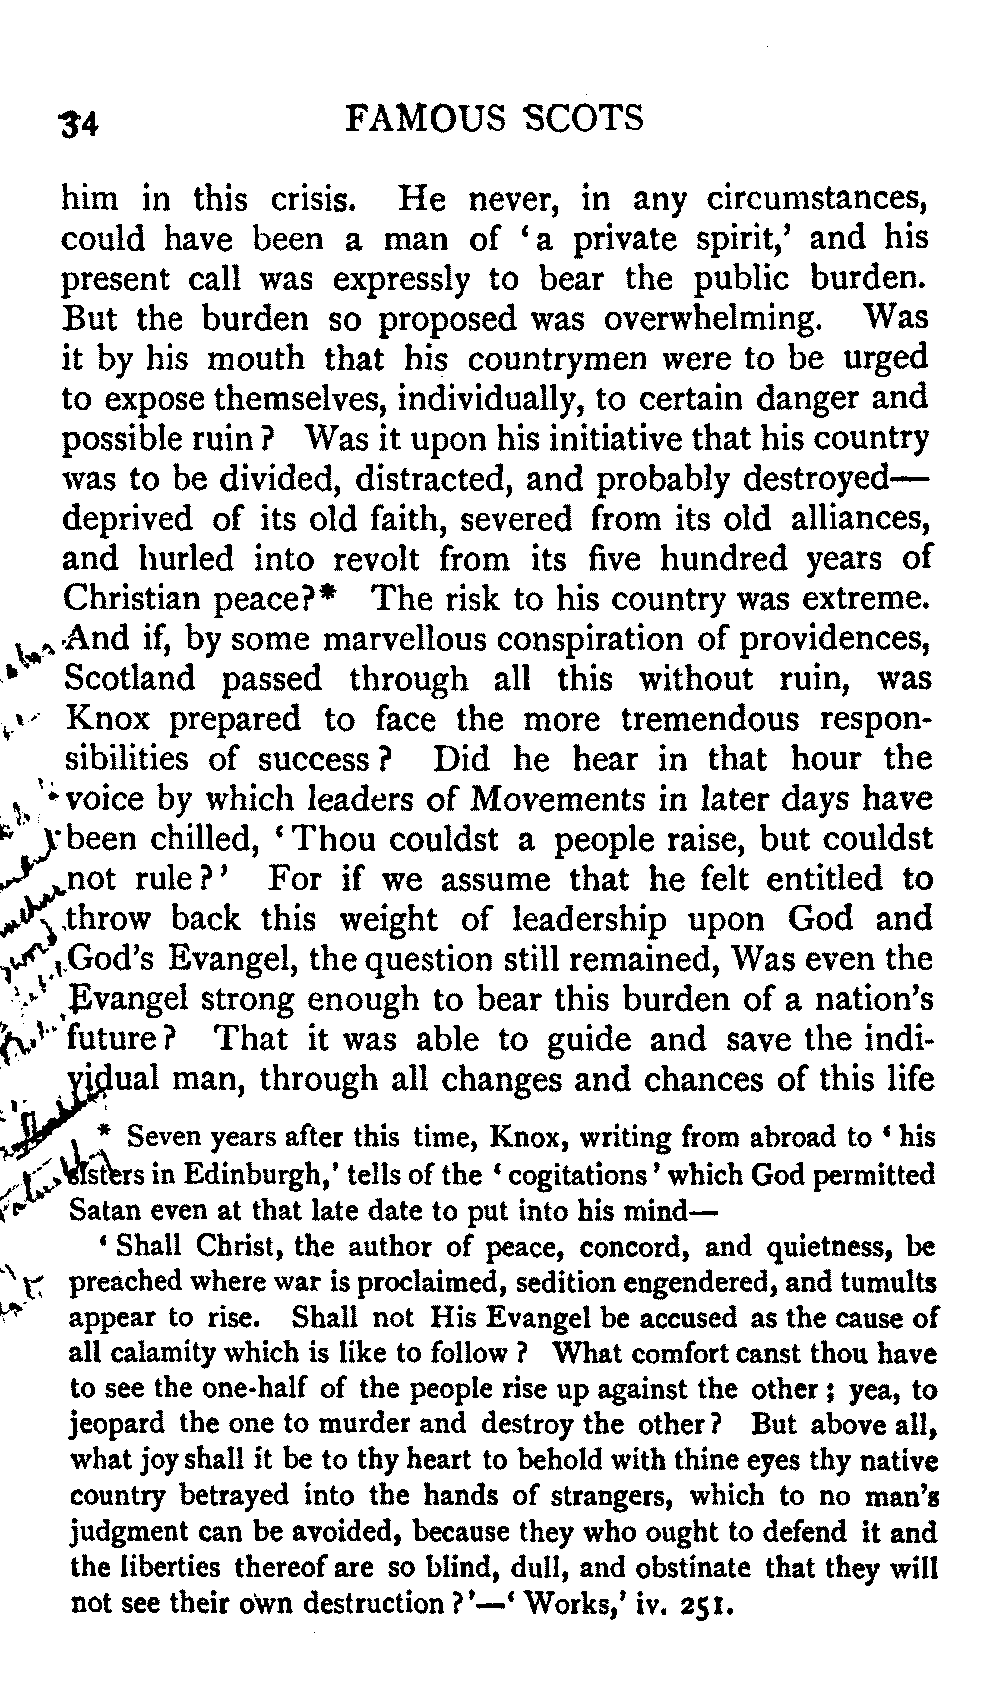 34 FAMOUS SCOTS
him in this crisis. He never, in any circumstances,
could have been a man of ‘a private spirit,’ and his
present call was expressly to bear the public burden.
But the burden so proposed was overwhelming. Was
it by his mouth that his countrymen were to be urged
to expose themselves, individually, to certain danger and
possible ruin? Was it upon his initiative that his country
was to be divided, distracted, and probably destroyed—
deprived of its old faith, severed from its old alliances,
and hurled into revolt from its five hundred years of
Christian peace?* The risk to his country was extreme.
And if, by some marvellous conspiration of providences,
Scotland passed through all this without ruin, was
Knox prepared to face the more tremendous respon-
sibilities of success? Did he hear in that hour the
voice by which leaders of Movements in later days have
been chilled, ‘Thou couldst a people raise, but couldst
not rule?’ For if we assume that he felt entitled to
throw back this weight of leadership upon God and
God's Evangel, the question still remained, Was even the
Evangel strong enough to bear this burden of a nation's
future? That it was able to guide and save the indi-
vidual man, through all changes and chances of this life
* Seven years after this time, Knox, writing from abroad to ‘his
sisters in Edinburgh,’ tells of the ‘cogitations’ which God permitted
Satan even at that late date to put into his mind—
‘Shall Christ, the author of peace, concord, and quietness, be
preached where war is proclaimed, sedition engendered, and tumults
appear to rise. Shall not His Evangel be accused as the cause of
all calamity which is like to follow? What comfort canst thou have
to see the one-half of the people rise up against the other; yea, to
jeopard the one to murder and destroy the other? But above all,
what joy shall it be to thy heart to behold with thine eyes thy native
country betrayed into the hands of strangers, which to no man's
judgment can be avoided, because they who ought to defend it and
the liberties thereof are so blind, dull, and obstinate that they will
not see their own destruction?’—‘Works,’ iv. 251.